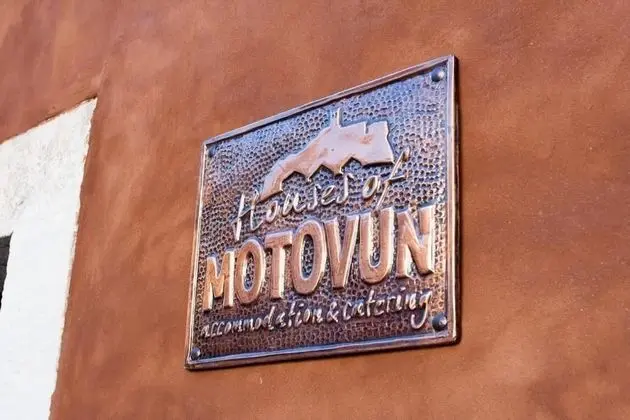 Houses of
MOTOVUN
accommodation & catering